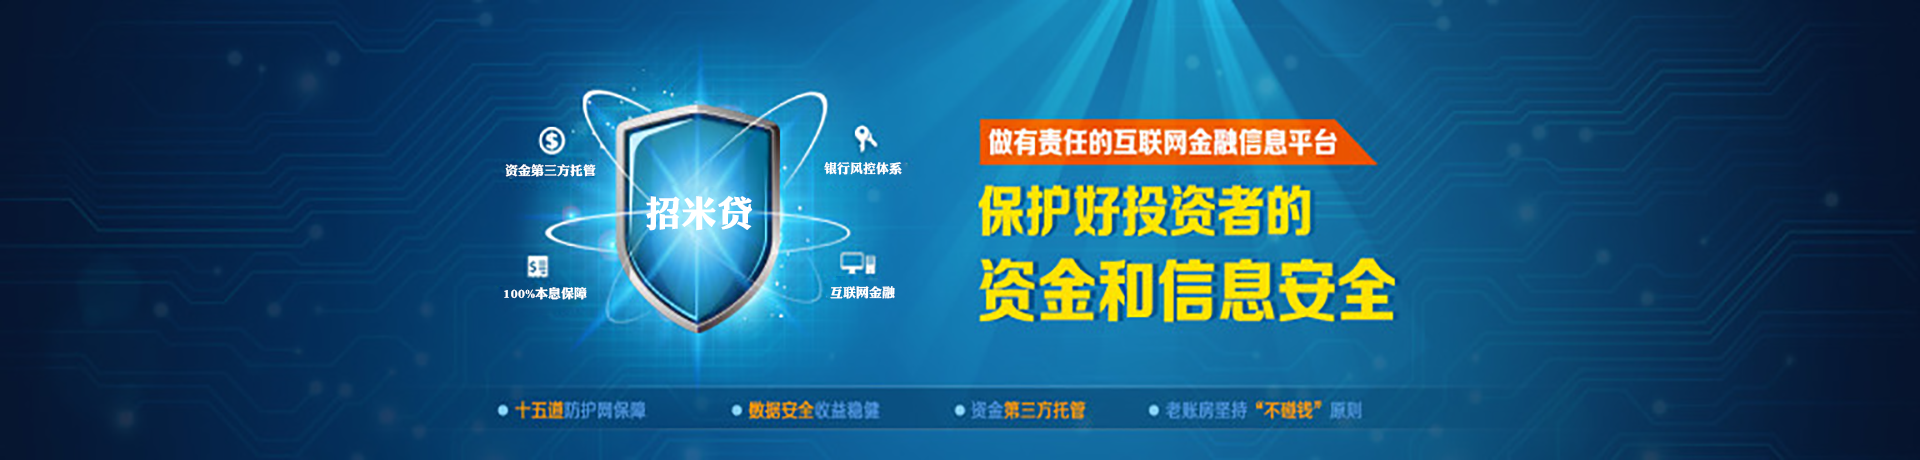 资金第三方托管
银行风控体系
招米贷
100%本息保障
互联网金融
做有责任的互联网金融信息平台
保护好投资者的
资金和信息安全
十五道防护网保障
数据安全收益稳健
资金第三方托管
老账房坚持“不碰钱”原则